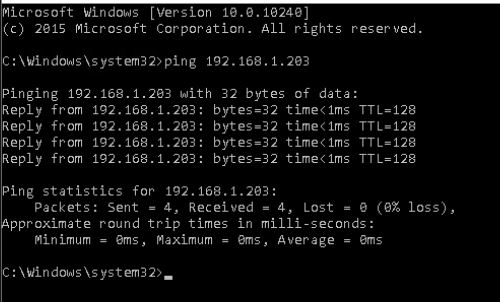 Microsoft Windows [Version 10.0.10240]
(c) 2015 Microsoft Corporation. All rights reserved.
C:\Windows\system32>ping 192.168.1.203
Pinging 192.168.1.203 with 32 bytes of data:
Reply from 192.168.1.203: bytes=32 time<1ms TTL=128
Reply from 192.168.1.203: bytes=32 time<1ms TTL=128
Reply from 192.168.1.203: bytes=32 time<1ms TTL=128
Reply from 192.168.1.203: bytes=32 time<1ms TTL=128
Ping statistics for 192.168.1.203:
Packets: Sent = 4, Received = 4, Lost = 0 (0% loss),
Approximate round trip times in milli-seconds:
Minimum = 0ms, Maximum = 0ms, Average = 0ms
C:\Windows\system32>_